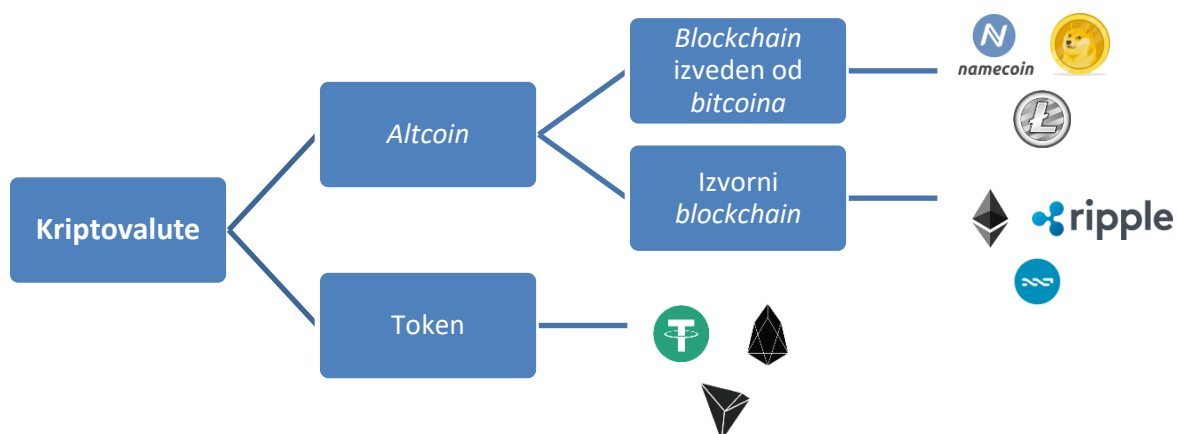 Blockchain
izveden od
bitcoina
namecoin
Altcoin
Izvorni
blockchain
Kriptovalute
ripple
Token